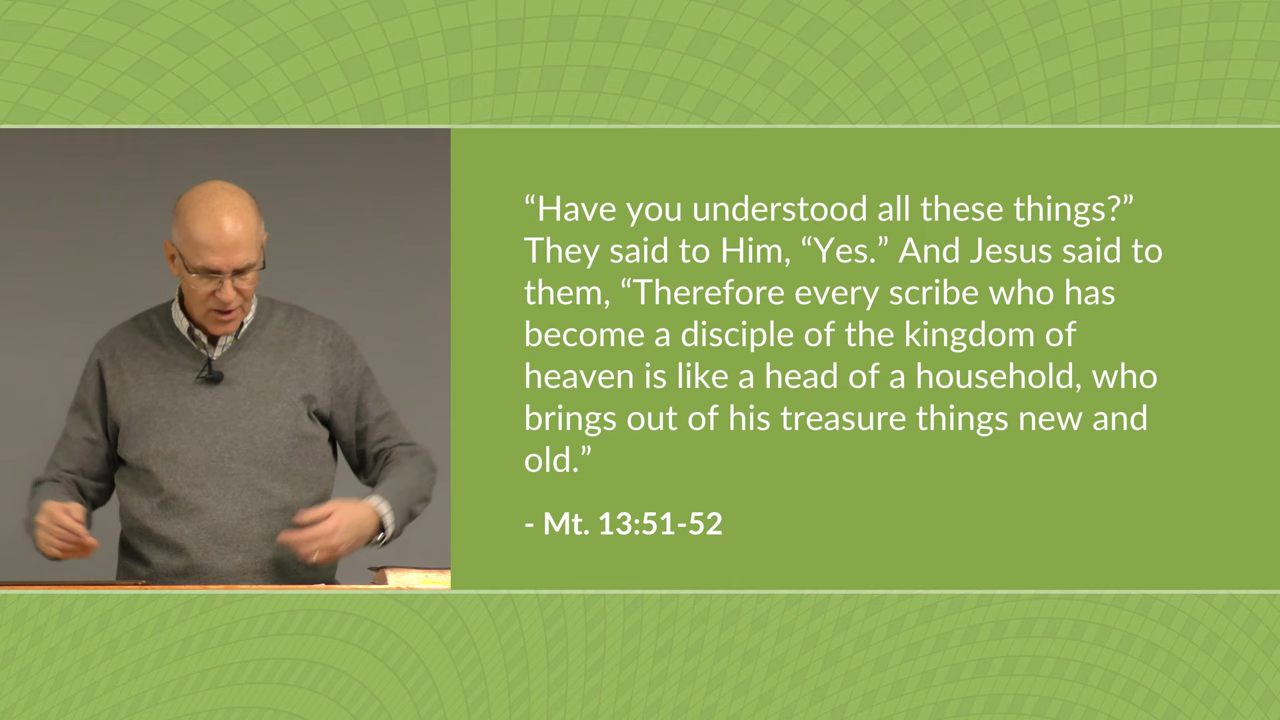 “Have you understood all these things?”
They said to Him, “Yes.” And Jesus said to
them, “Therefore every scribe who has
become a disciple of the kingdom of
heaven is like a head of a household, who
brings out of his treasure things new and
old.”
- Mt. 13:51-52